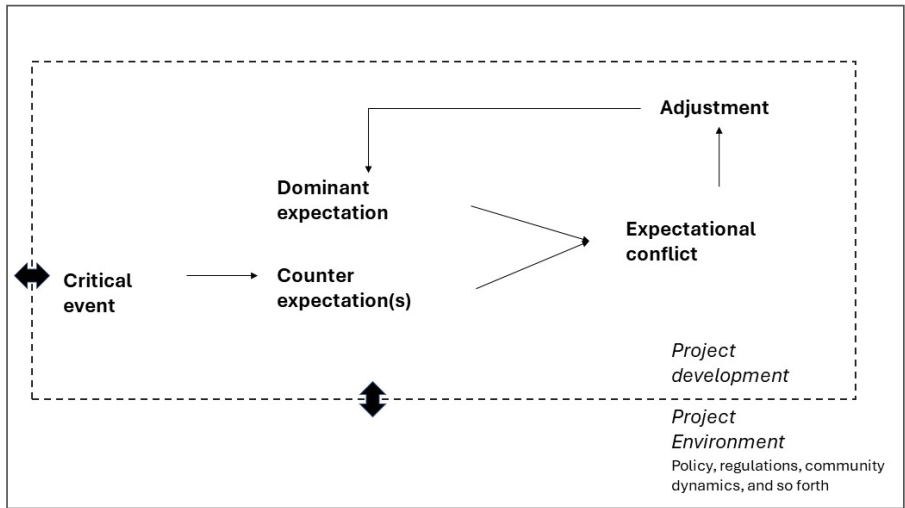 Adjustment
Dominant
expectation
Expectational
conflict
Critical
event
Counter
expectation(s)
Project
development
Project
Environment
Policy, regulations, community
dynamics, and so forth